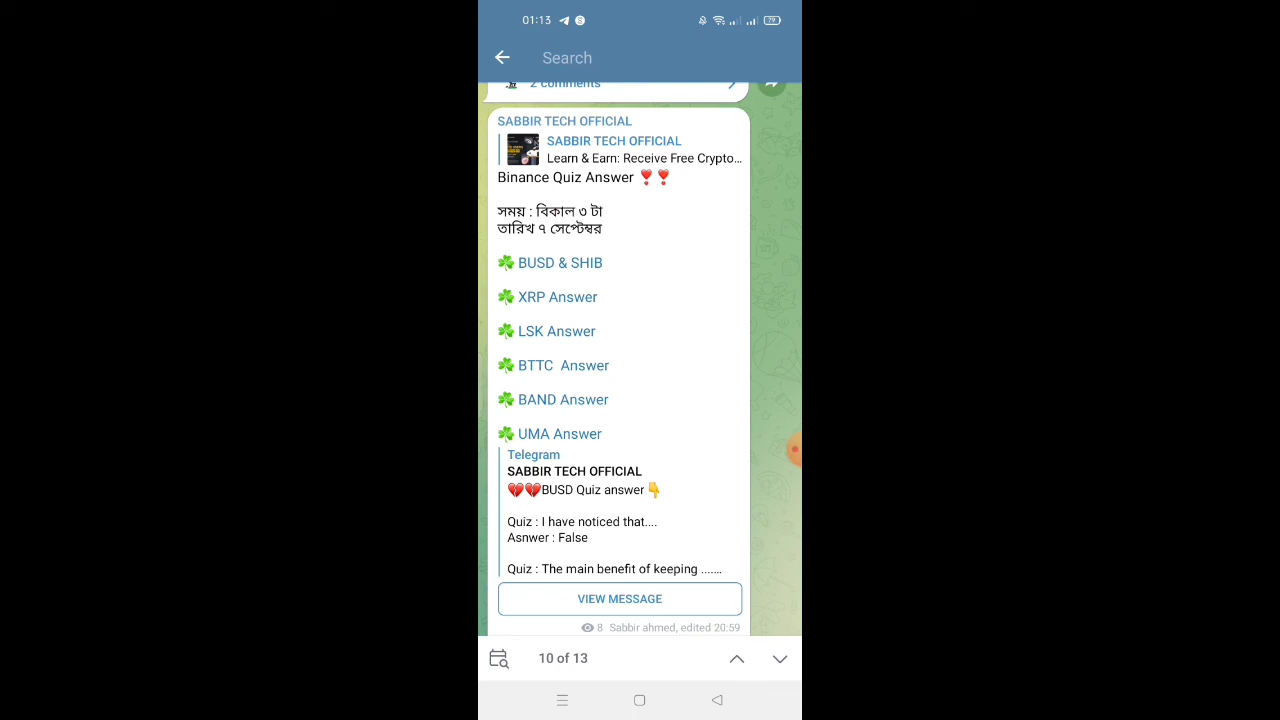 01:13
79
Search
2 comments
SABBIR TECH OFFICIAL
SABBIR TECH OFFICIAL
Learn & Earn: Receive Free Crypto...
Binance Quiz Answer ❣️❣️
সময় : বিকাল ৩ টা
তারিখ ৭ সেপ্টেম্বর
☘️ BUSD & SHIB
☘️ XRP Answer
☘️ LSK Answer
☘️ BTTC  Answer
☘️ BAND Answer
☘️ UMA Answer
Telegram
SABBIR TECH OFFICIAL
💔💔BUSD Quiz answer👇
Quiz : I have noticed that....
Asnwer : False
Quiz : The main benefit of keeping .......
VIEW MESSAGE
8 Sabbir ahmed, edited 20:59
10 of 13